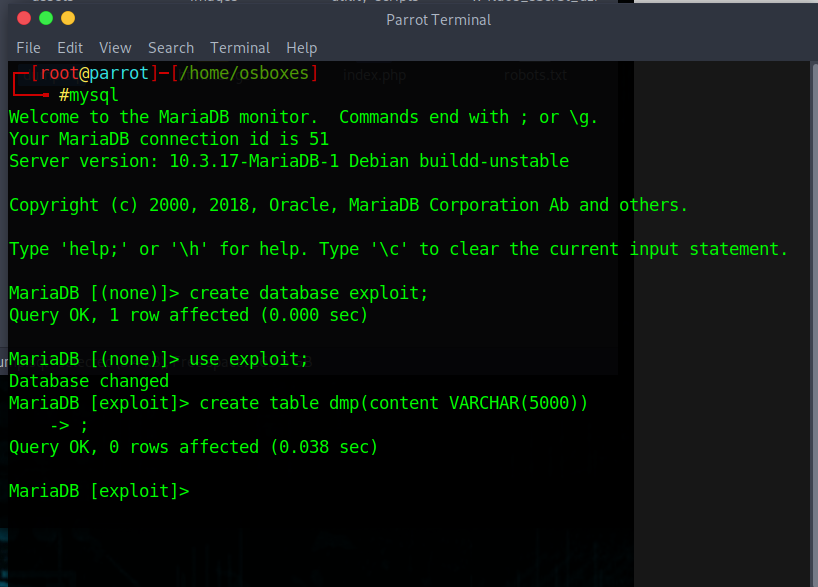 Parrot Terminal
File Edit View Search Terminal Help
index.php robots.txt
[root@parrot]─[/home/osboxes]
#mysql
Welcome to the MariaDB monitor.  Commands end with ; or \g.
Your MariaDB connection id is 51
Server version: 10.3.17-MariaDB-1 Debian buildd-unstable
Copyright (c) 2000, 2018, Oracle, MariaDB Corporation Ab and others.
Type 'help;' or '\h' for help. Type '\c' to clear the current input statement.
MariaDB [(none)]> create database exploit;
Query OK, 1 row affected (0.000 sec)
MariaDB [(none)]> use exploit;
Database changed
MariaDB [exploit]> create table dmp(content VARCHAR(5000))
-> ;
Query OK, 0 rows affected (0.038 sec)
MariaDB [exploit]>